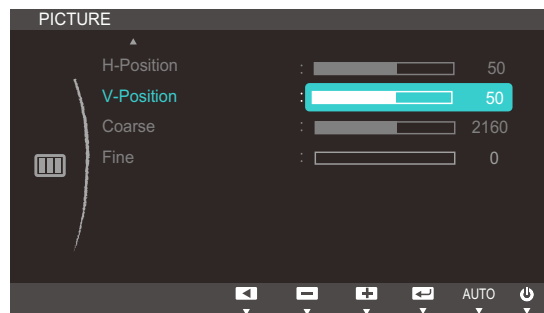 PICTURE
H-Position : 50
V-Position : 50
Coarse : 2160
Fine : 0
AUTO